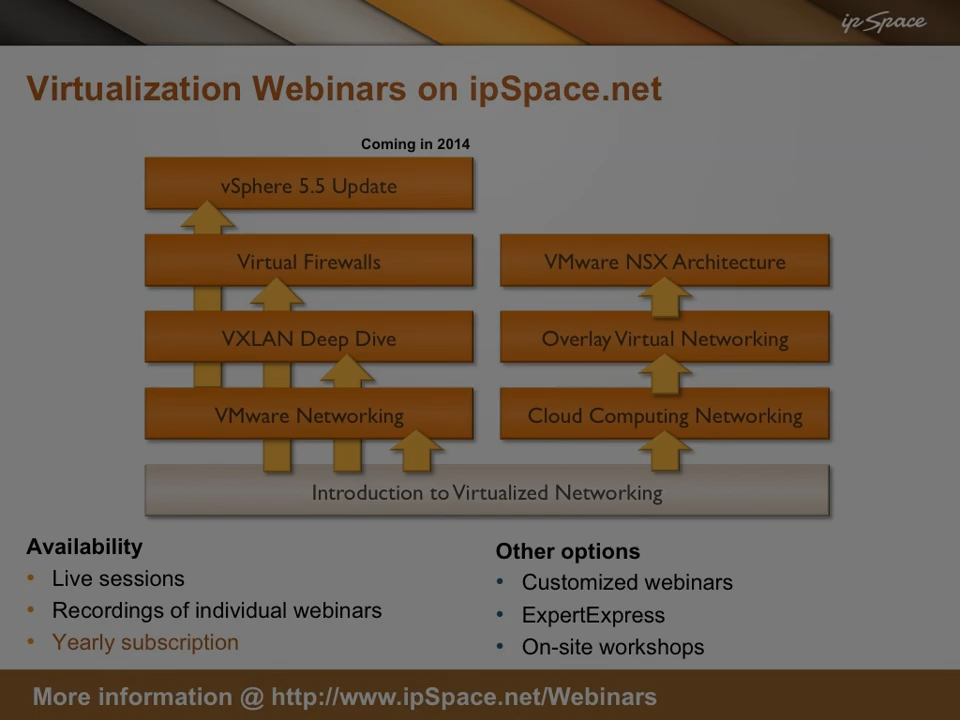 ipSpace
Virtualization Webinars on ipSpace.net
Coming in 2014
vSphere 5.5 Update
Virtual Firewalls
VMware NSX Architecture
VXLAN Deep Dive
Overlay Virtual Networking
VMware Networking
Cloud Computing Networking
Introduction to Virtualized Networking
Availability
• Live sessions
• Recordings of individual webinars
• Yearly subscription
Other options
• Customized webinars
• ExpertExpress
• On-site workshops
More information @ http://www.ipSpace.net/Webinars